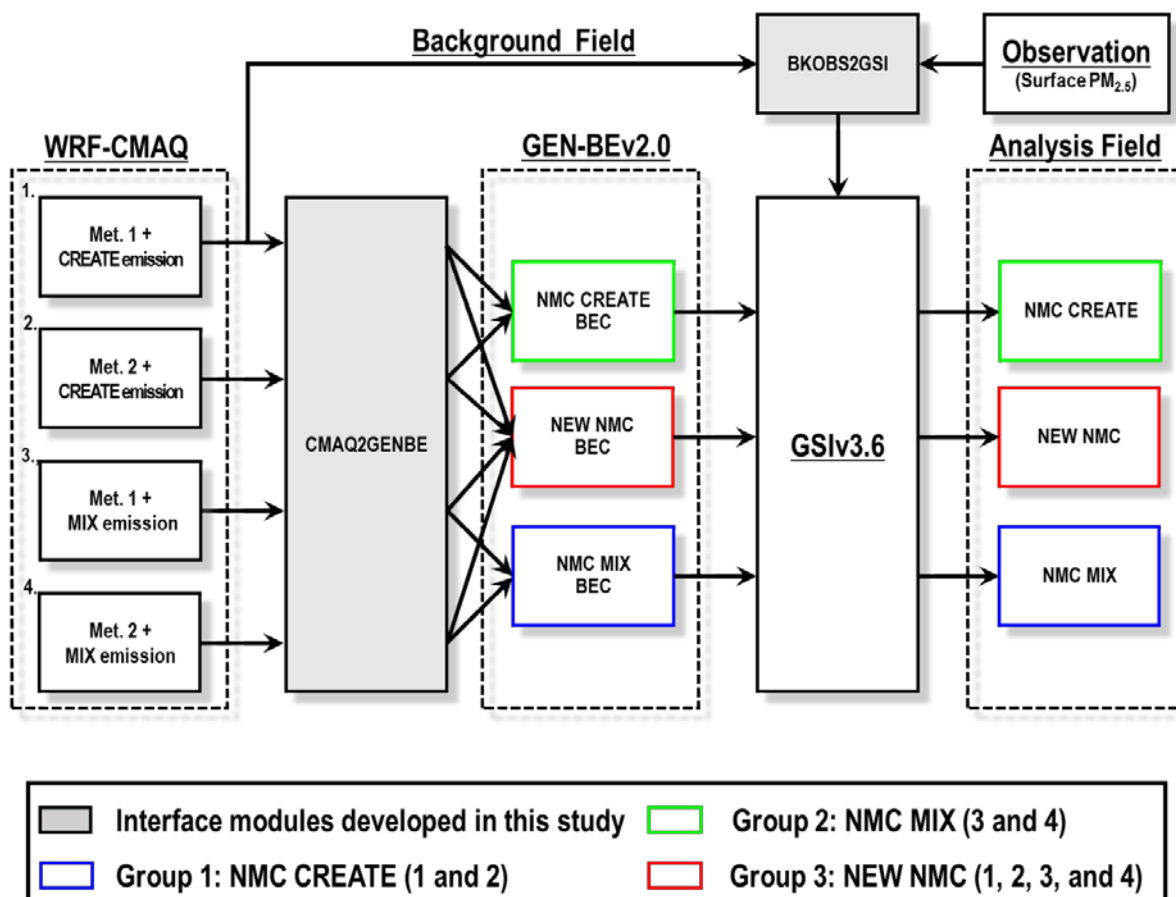 Background Field
BKOBS2GSI
Observation
(Surface PM2.5)
WRF-CMAQ
GEN-BEv2.0
Analysis Field
1.
Met. 1 +
CREATE emission
2.
Met. 2 +
CREATE emission
3.
Met. 1 +
MIX emission
4.
Met. 2 +
MIX emission
CMAQ2GENBE
NMC CREATE
BEC
NEW NMC
BEC
NMC MIX
BEC
GSIv3.6
NMC CREATE
NEW NMC
NMC MIX
Interface modules developed in this study
Group 2: NMC MIX (3 and 4)
Group 1: NMC CREATE (1 and 2)
Group 3: NEW NMC (1, 2, 3, and 4)